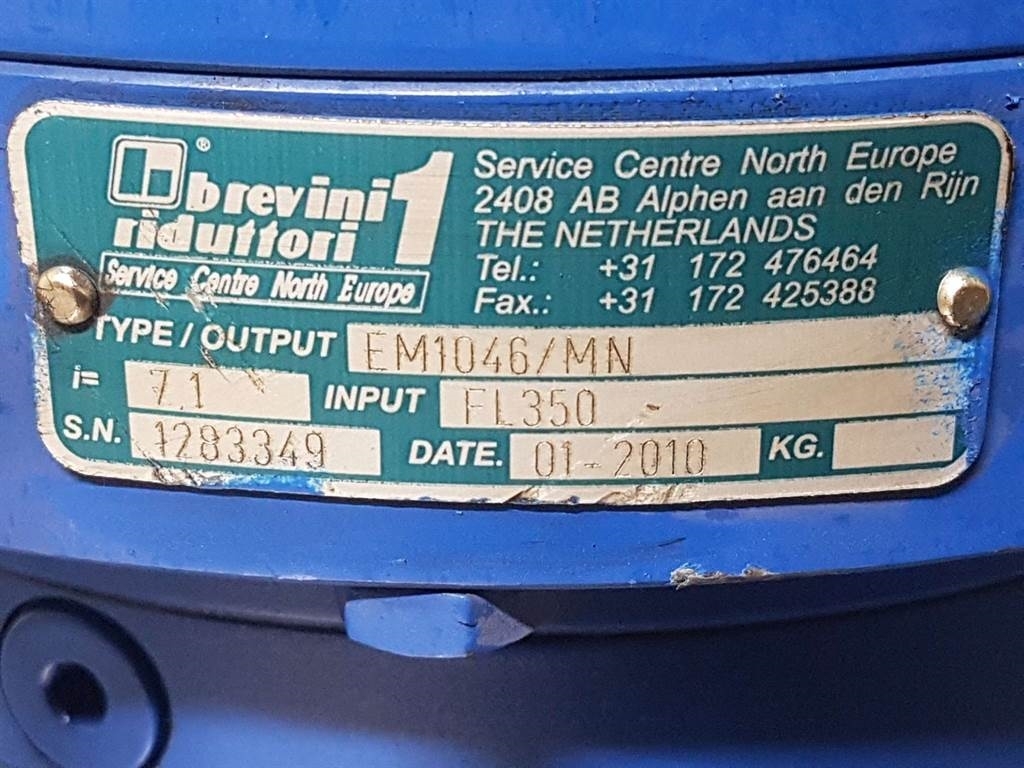 ® brevini 1
riduttori
Service Centre North Europe
Service Centre North Europe
2408 AB Alphen aan den Rijn
THE NETHERLANDS
Tel.: +31 172 476464
Fax.: +31 172 425388
TYPE / OUTPUT EM1046/MN
i= 7.1 INPUT FL350 -
S.N. 1283349 DATE. 01-2010 KG.